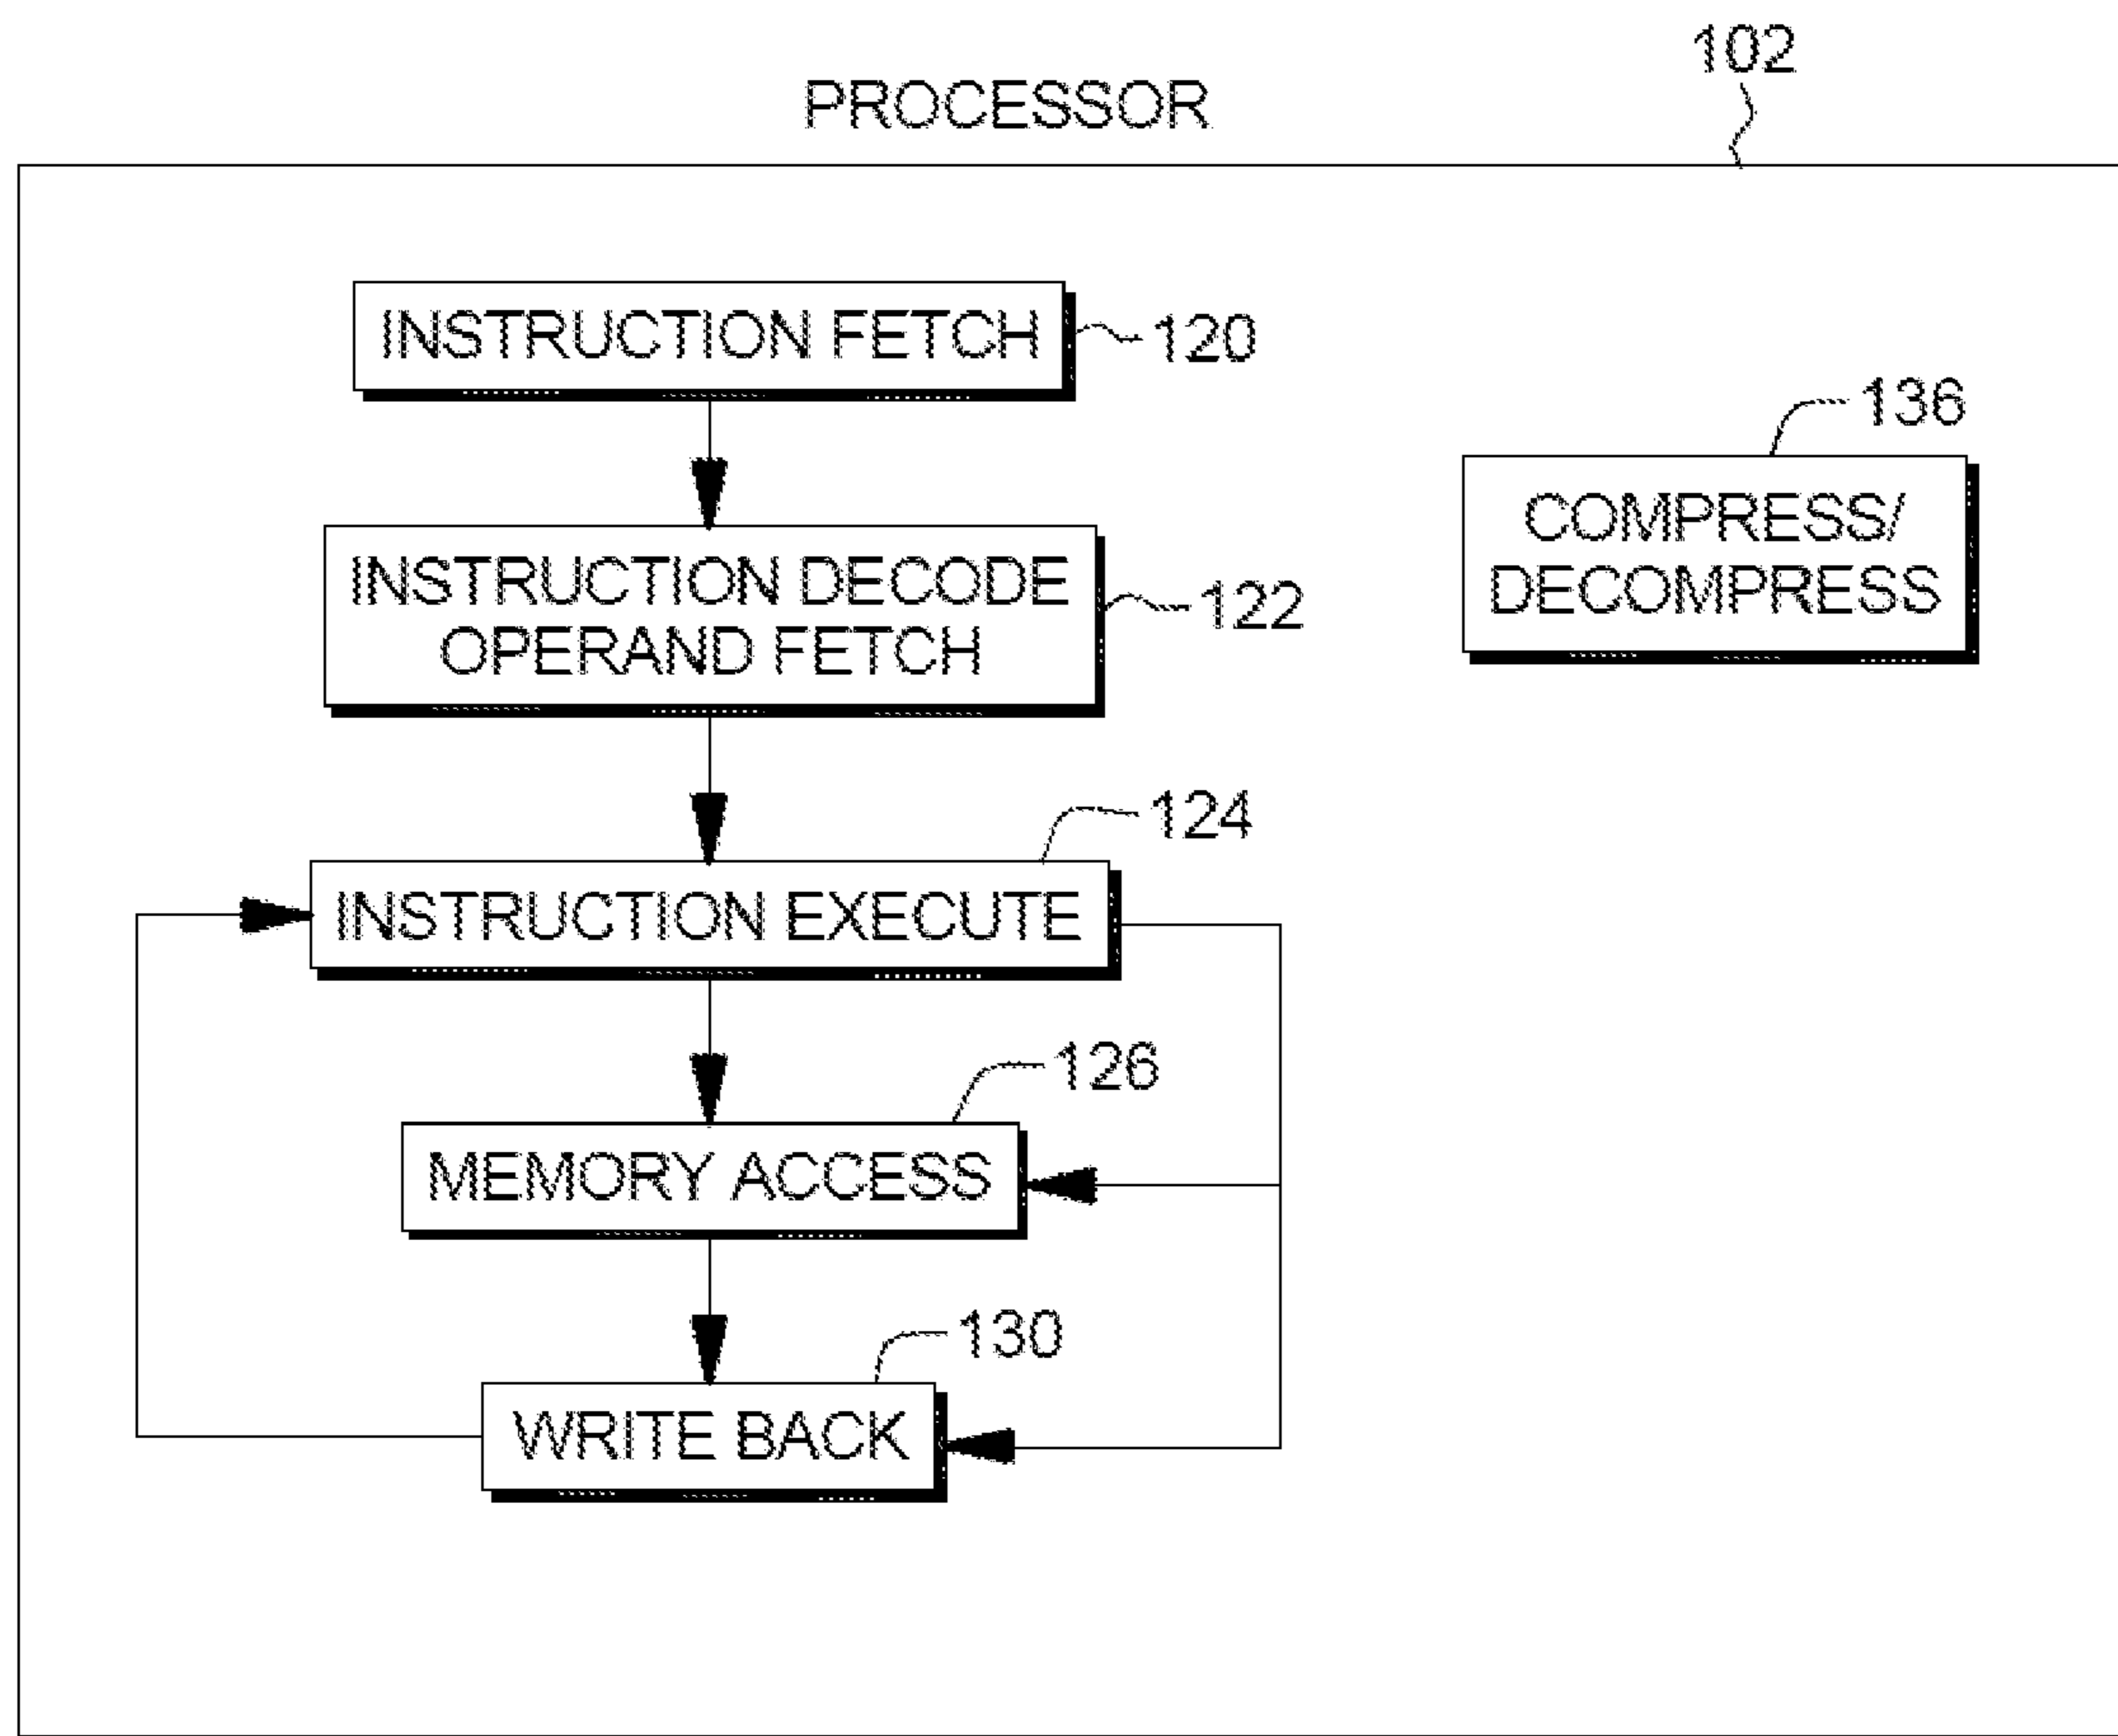 PROCESSOR
102
INSTRUCTION FETCH
120
INSTRUCTION DECODE
OPERAND FETCH
122
COMPRESS/
DECOMPRESS
136
INSTRUCTION EXECUTE
124
MEMORY ACCESS
126
WRITE BACK
130